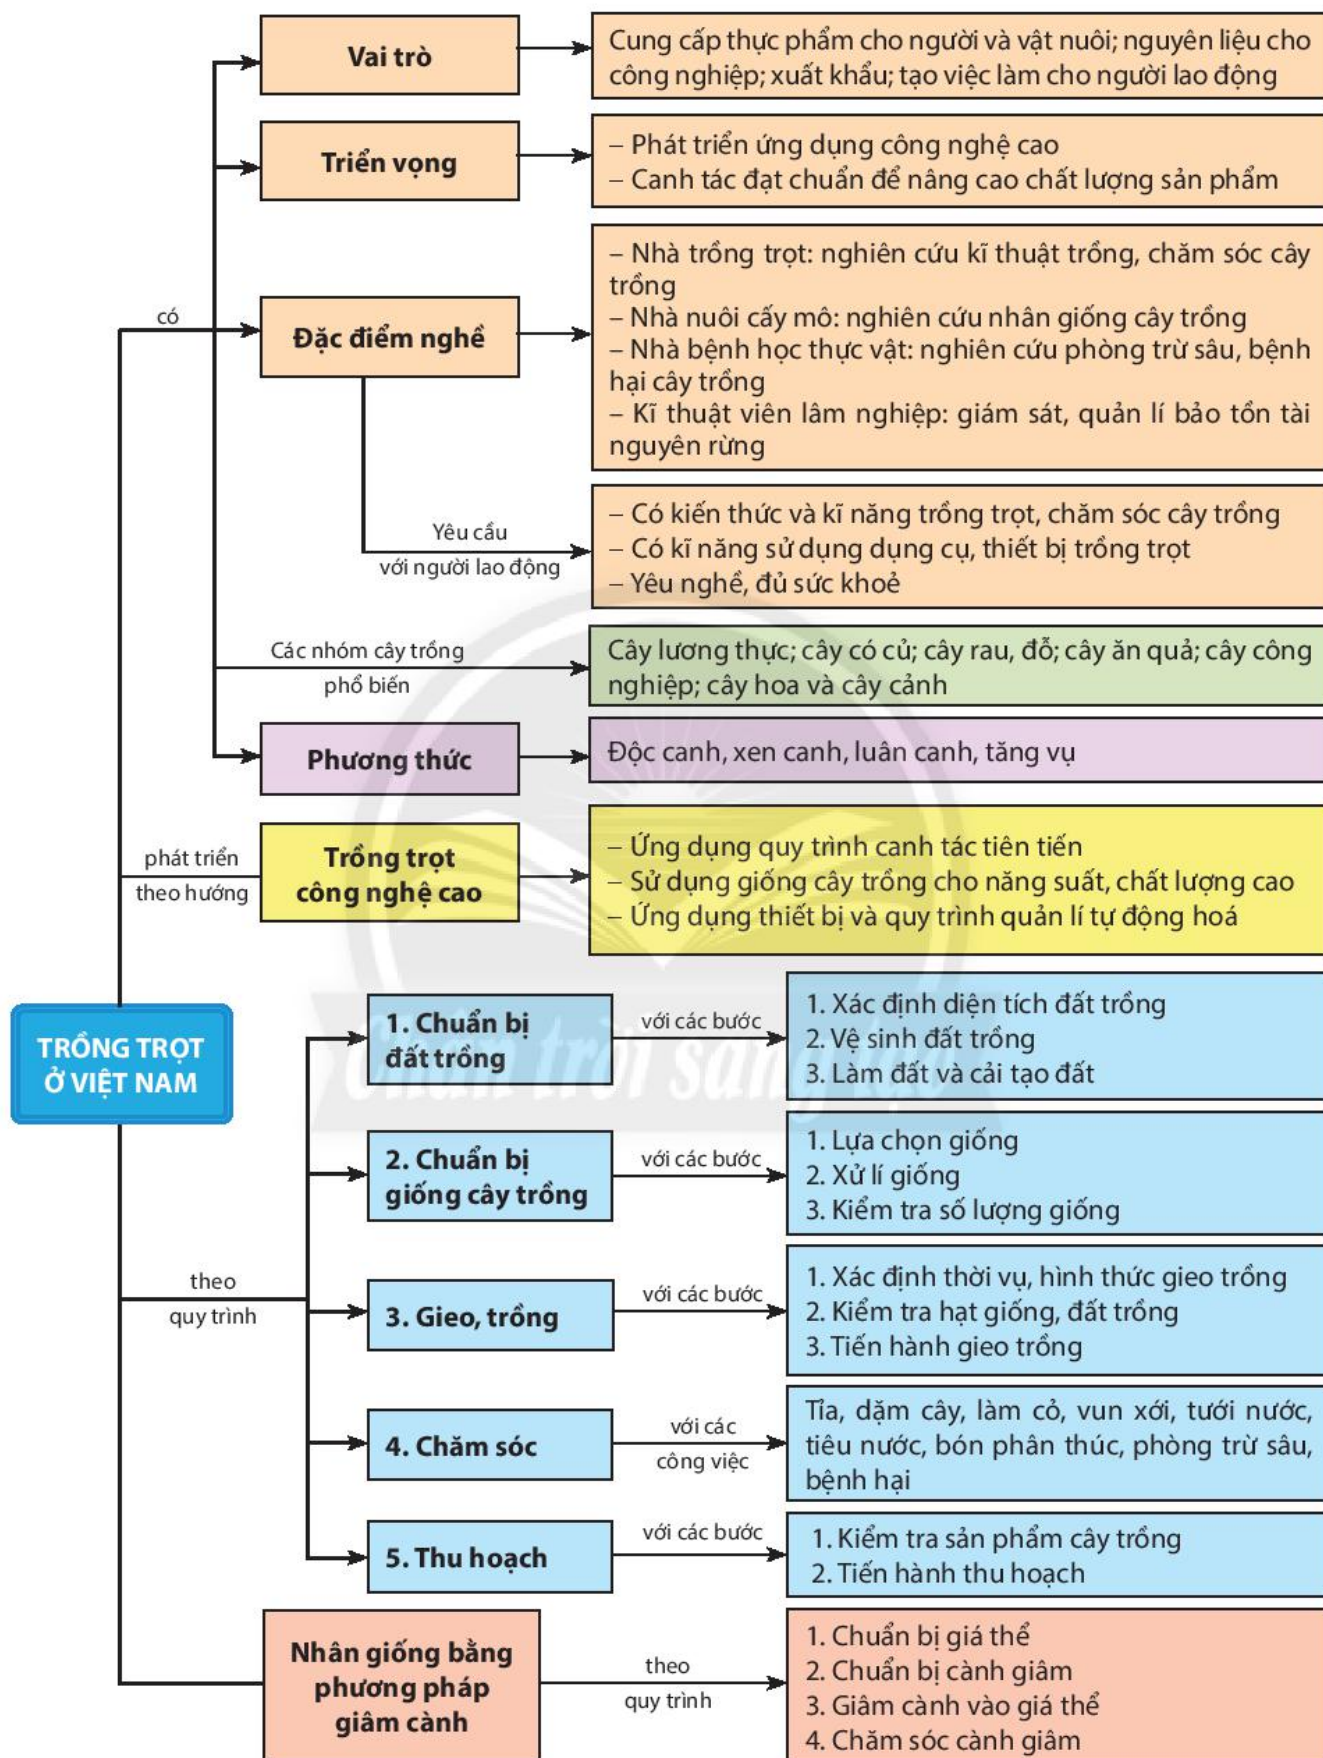 Vai trò
Cung cấp thực phẩm cho người và vật nuôi; nguyên liệu cho
công nghiệp; xuất khẩu; tạo việc làm cho người lao động
Triển vọng
– Phát triển ứng dụng công nghệ cao
– Canh tác đạt chuẩn để nâng cao chất lượng sản phẩm
có
Đặc điểm nghề
– Nhà trồng trọt: nghiên cứu kĩ thuật trồng, chăm sóc cây
trồng
– Nhà nuôi cấy mô: nghiên cứu nhân giống cây trồng
– Nhà bệnh học thực vật: nghiên cứu phòng trừ sâu, bệnh
hại cây trồng
– Kĩ thuật viên lâm nghiệp: giám sát, quản lí bảo tồn tài
nguyên rừng
Yêu cầu
với người lao động
– Có kiến thức và kĩ năng trồng trọt, chăm sóc cây trồng
– Có kĩ năng sử dụng dụng cụ, thiết bị trồng trọt
– Yêu nghề, đủ sức khoẻ
Các nhóm cây trồng
phổ biến
Cây lương thực; cây có củ; cây rau, đỗ; cây ăn quả; cây công
nghiệp; cây hoa và cây cảnh
Phương thức
Độc canh, xen canh, luân canh, tăng vụ
phát triển
theo hướng
Trồng trọt
công nghệ cao
– Ứng dụng quy trình canh tác tiên tiến
– Sử dụng giống cây trồng cho năng suất, chất lượng cao
– Ứng dụng thiết bị và quy trình quản lí tự động hoá
TRỒNG TRỌT
Ở VIỆT NAM
theo
quy trình
1. Chuẩn bị
đất trồng
với các bước
1. Xác định diện tích đất trồng
2. Vệ sinh đất trồng
3. Làm đất và cải tạo đất
Chân trời sáng tạo
2. Chuẩn bị
giống cây trồng
với các bước
1. Lựa chọn giống
2. Xử lí giống
3. Kiểm tra số lượng giống
3. Gieo, trồng
với các bước
1. Xác định thời vụ, hình thức gieo trồng
2. Kiểm tra hạt giống, đất trồng
3. Tiến hành gieo trồng
4. Chăm sóc
với các
công việc
Tỉa, dặm cây, làm cỏ, vun xới, tưới nước,
tiêu nước, bón phân thúc, phòng trừ sâu,
bệnh hại
5. Thu hoạch
với các bước
1. Kiểm tra sản phẩm cây trồng
2. Tiến hành thu hoạch
Nhân giống bằng
phương pháp
giâm cành
theo
quy trình
1. Chuẩn bị giá thể
2. Chuẩn bị cành giâm
3. Giâm cành vào giá thể
4. Chăm sóc cành giâm